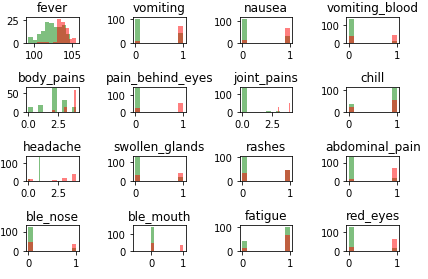 fever vomiting nausea vomiting_blood
25 100 100 100
0 0 0 0
100 105 0 1 0 1 0 1
body_pains pain_behind_eyes joint_pains chill
50 100 100 100
0 0 0 0
0.0 2.5 0 1 0.0 2.5 0 1
headache swollen_glands rashes abdominal_pain
100 100 100 100
0 0 0 0
0.0 2.5 0 1 0 1 0 1
ble_nose ble_mouth fatigue red_eyes
100 100 100 100
0 0 0 0
0 1 0 1 0 1 0 1